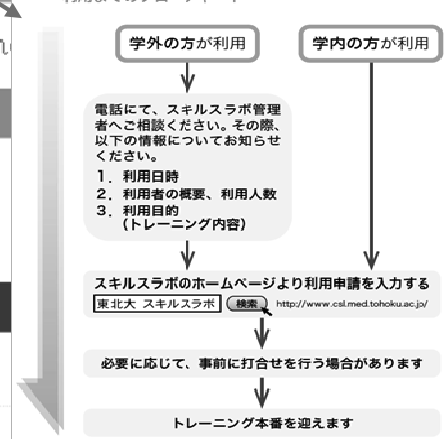 学外の方が利用
学内の方が利用
電話にて、スキルスラボ管理
者へご相談ください。その際、
以下の情報についてお知らせ
ください。
1．利用日時
2．利用者の概要、利用人数
3．利用目的
（トレーニング内容）
スキルスラボのホームページより利用申請を入力する
東北大 スキルスラボ 検索 http://www.csl.med.tohoku.ac.jp/
必要に応じて、事前に打合せを行う場合があります
トレーニング本番を迎えます